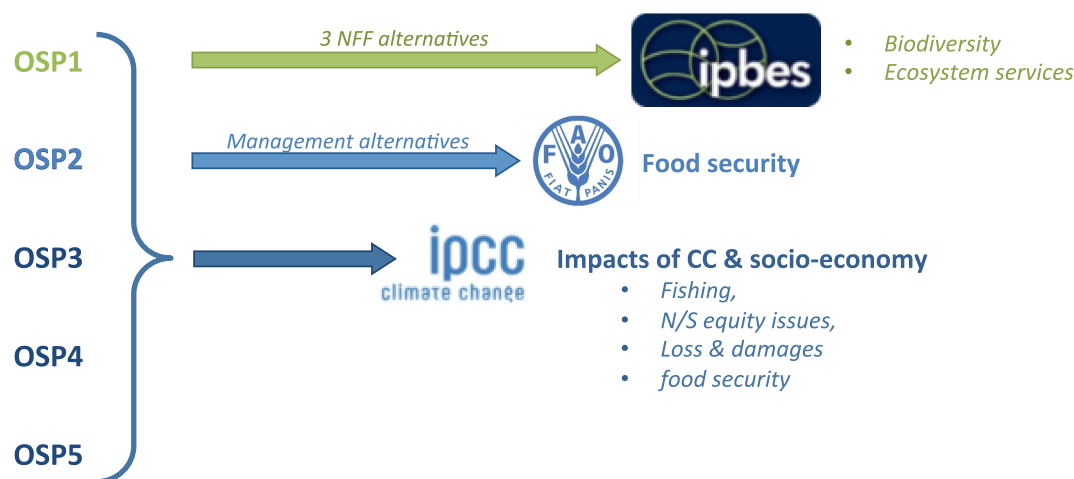 OSP1
3 NFF alternatives
ipbes
• Biodiversity
• Ecosystem services
OSP2
Management alternatives
F A O
FIAT PANIS
Food security
OSP3
ipcc
climate change
Impacts of CC & socio-economy
• Fishing,
• N/S equity issues,
• Loss & damages
• food security
OSP4
OSP5